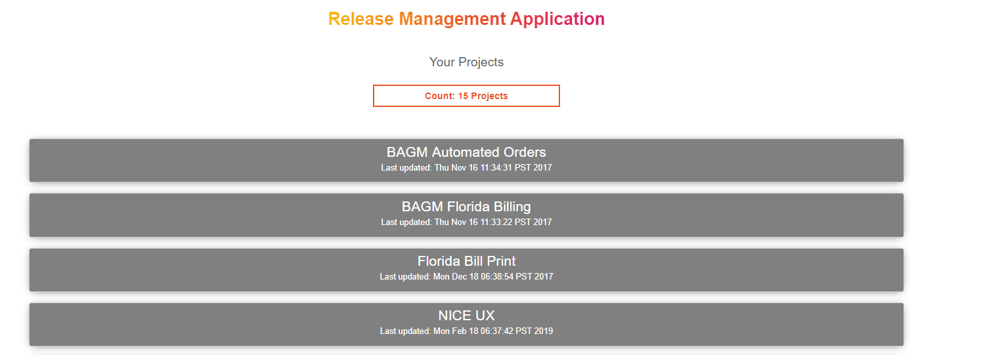 Release Management Application
Your Projects
Count: 15 Projects
BAGM Automated Orders
Last updated: Thu Nov 16 11:34:31 PST 2017
BAGM Florida Billing
Last updated: Thu Nov 16 11:33:22 PST 2017
Florida Bill Print
Last updated: Mon Dec 18 06:38:54 PST 2017
NICE UX
Last updated: Mon Feb 18 06:37:42 PST 2019